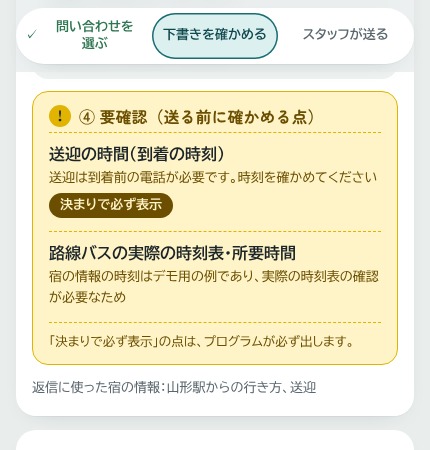 ✓ 問い合わせを
選ぶ
下書きを確かめる
スタッフが送る
! ④ 要確認（送る前に確かめる点）
送迎の時間（到着の時刻）
送迎は到着前の電話が必要です。時刻を確かめてください
決まりで必ず表示
路線バスの実際の時刻表・所要時間
宿の情報の時刻はデモ用の例であり、実際の時刻表の確認
が必要なため
「決まりで必ず表示」の点は、プログラムが必ず出します。
返信に使った宿の情報：山形駅からの行き方、送迎